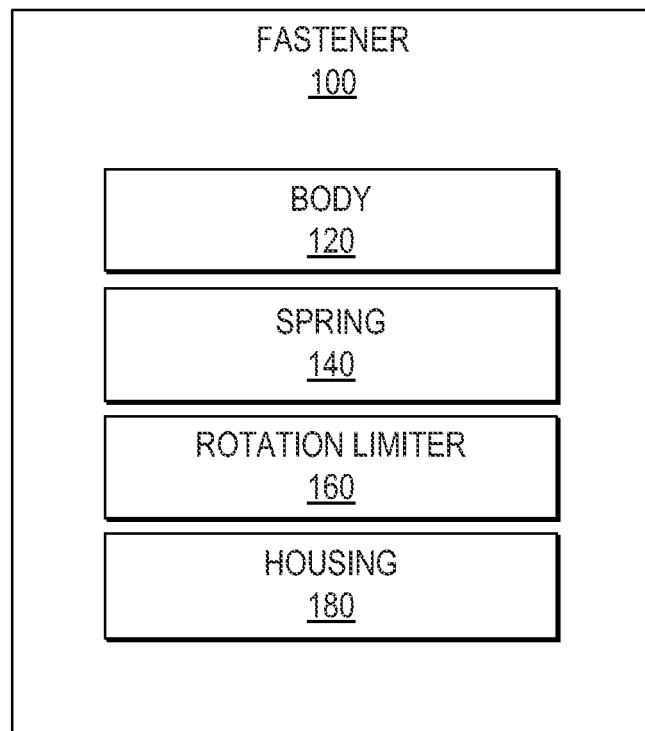 FASTENER
100
BODY
120
SPRING
140
ROTATION LIMITER
160
HOUSING
180